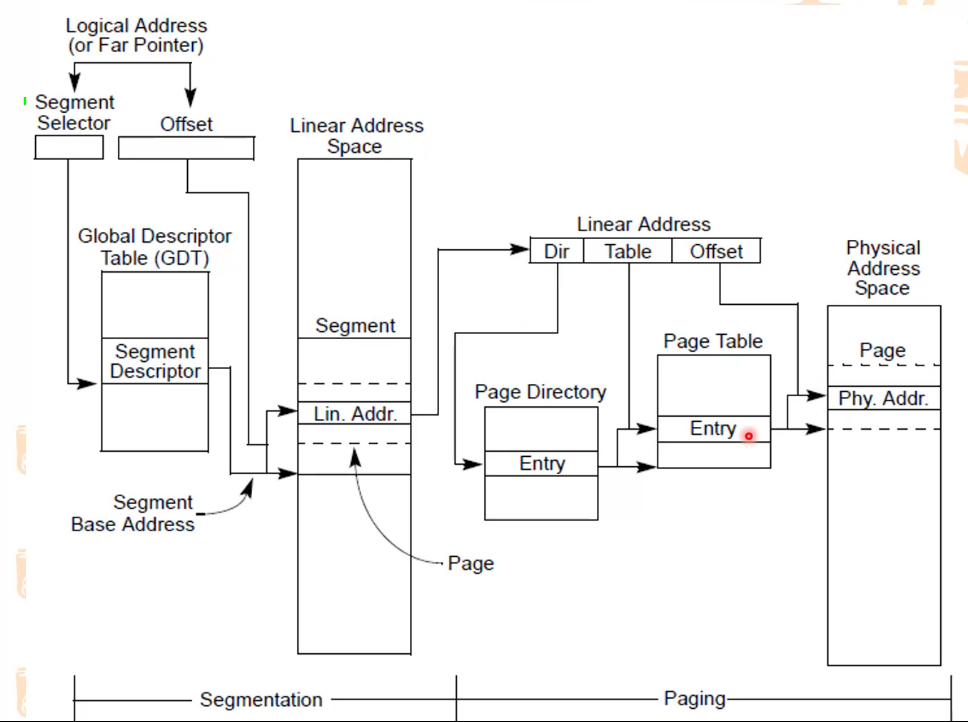 Logical Address
(or Far Pointer)
Segment
Selector
Offset
Linear Address
Space
Global Descriptor
Table (GDT)
Segment
Descriptor
Segment
Lin. Addr.
Segment
Base Address
Page
Linear Address
Dir
Table
Offset
Page Directory
Entry
Page Table
Entry
Physical
Address
Space
Page
Phy. Addr.
Segmentation
Paging